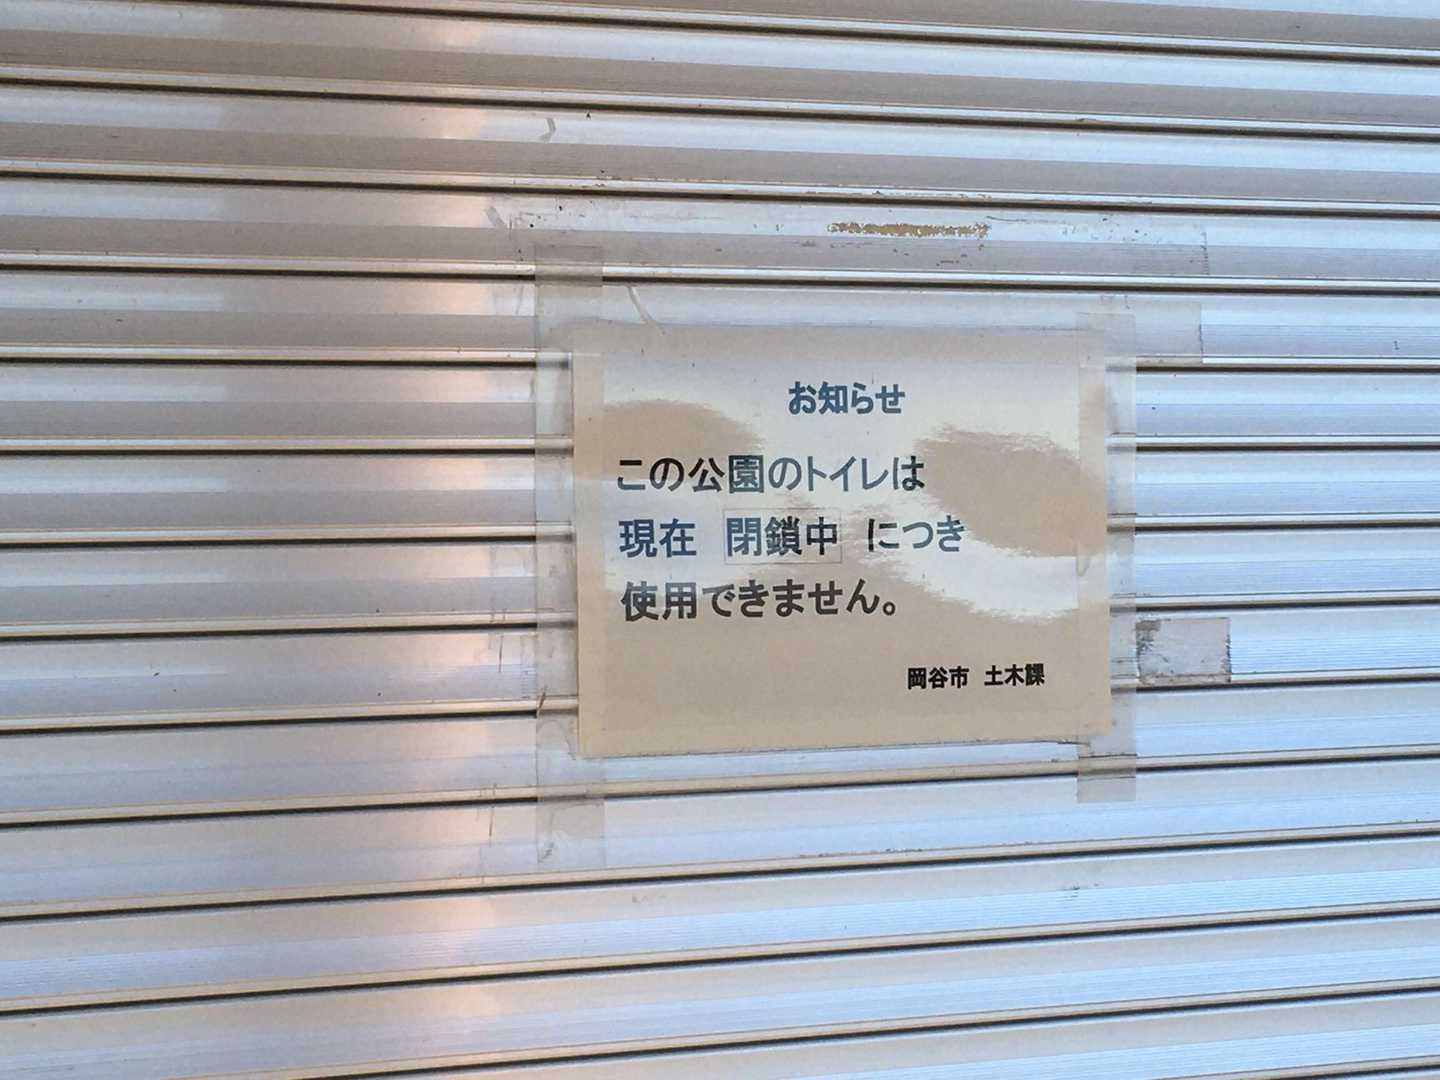 お知らせ
この公園のトイレは
現在 閉鎖中 につき
使用できません。
岡谷市 土木課